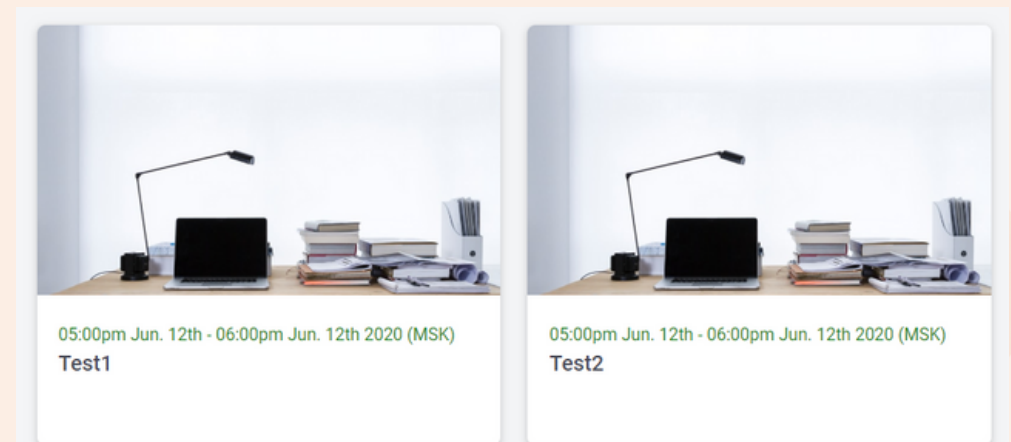 05:00pm Jun. 12th - 06:00pm Jun. 12th 2020 (MSK)
Test1
05:00pm Jun. 12th - 06:00pm Jun. 12th 2020 (MSK)
Test2